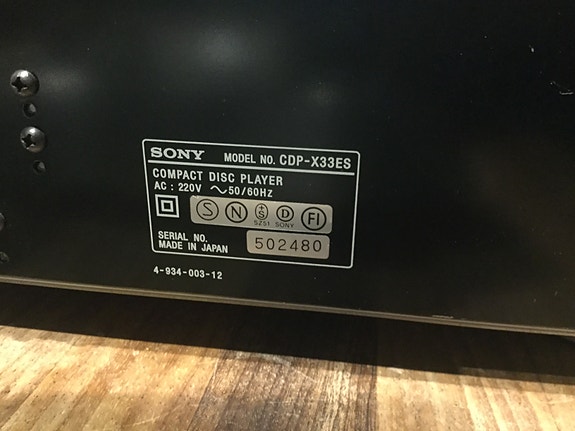 SONY MODEL NO. CDP-X33ES
COMPACT DISC PLAYER
AC : 220V ～50/60Hz
S N +S D FI
SZS1 SONY
SERIAL NO. 502480
MADE IN JAPAN
4-934-003-12